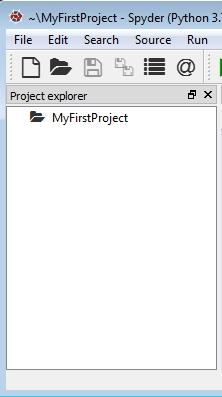 ~\MyFirstProject - Spyder (Python 3.
File Edit Search Source Run
@
Project explorer
MyFirstProject